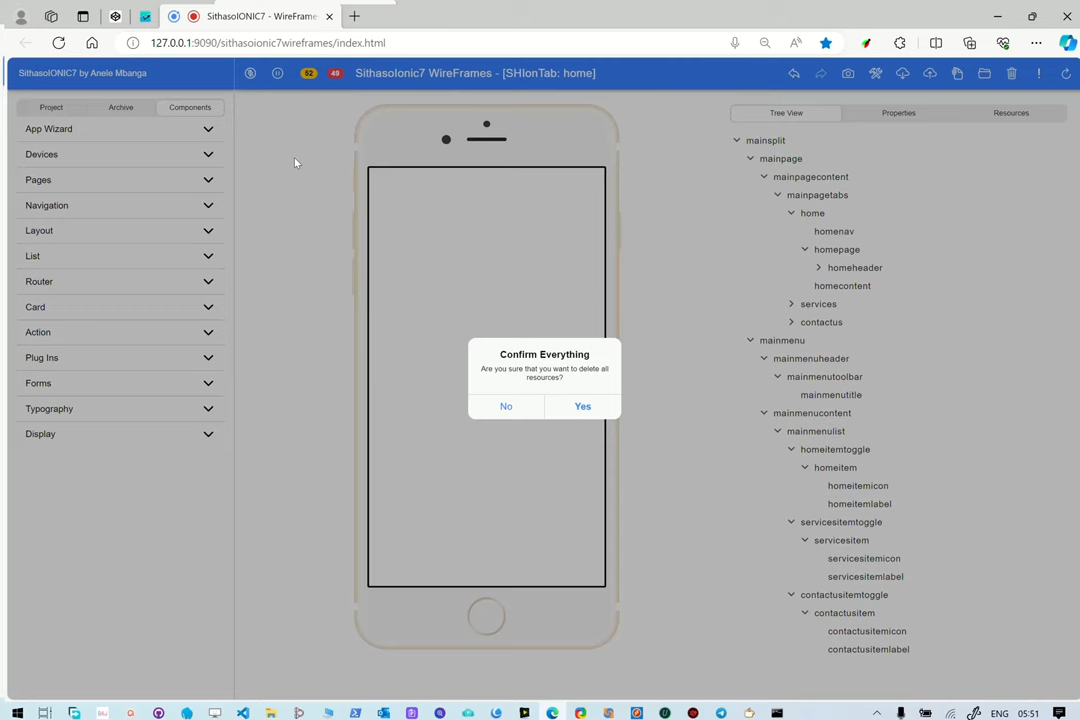 SithasoIONIC7 - WireFrames
127.0.0.1:9090/sithasoionic7wireframes/index.html
SithasoIONIC7 by Anele Mbanga
52
49
SithasoIonic7 WireFrames - [SHIonTab: home]
Project
Archive
Components
App Wizard
Devices
Pages
Navigation
Layout
List
Router
Card
Action
Plug Ins
Forms
Typography
Display
Confirm Everything
Are you sure that you want to delete all
resources?
No
Yes
Tree View
Properties
Resources
mainsplit
mainpage
mainpagecontent
mainpagetabs
home
homenav
homepage
homeheader
homecontent
services
contactus
mainmenu
mainmenuheader
mainmenutoolbar
mainmenutitle
mainmenucontent
mainmenulist
homeitemtoggle
homeitem
homeitemicon
homeitemlabel
servicesitemtoggle
servicesitem
servicesitemicon
servicesitemlabel
contactusitemtoggle
contactusitem
contactusitemicon
contactusitemlabel
ENG
05:51